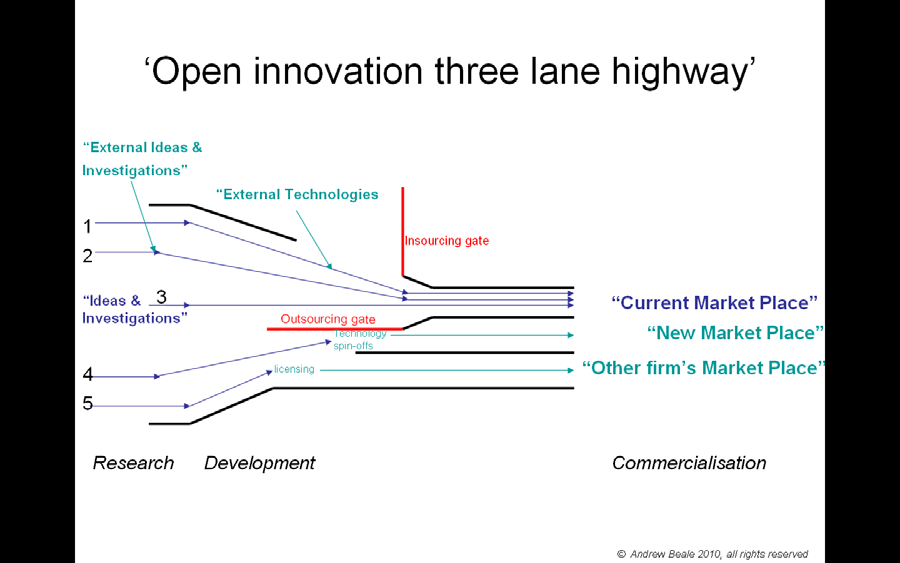 ‘Open innovation three lane highway’
“External Ideas &
Investigations”
“External Technologies
Insourcing gate
1
2
“Ideas &
Investigations”
3
Outsourcing gate
Technology
spin-offs
licensing
4
5
“Current Market Place”
“New Market Place”
“Other firm’s Market Place”
Research
Development
Commercialisation
© Andrew Beale 2010, all rights reserved